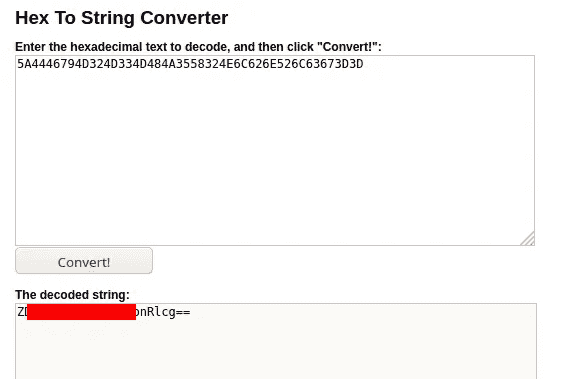 Hex To String Converter
Enter the hexadecimal text to decode, and then click "Convert!":
5A4446794D324D334D484A3558324E6C626E526C63673D3D
Convert!
The decoded string:
ZD nRlcg==